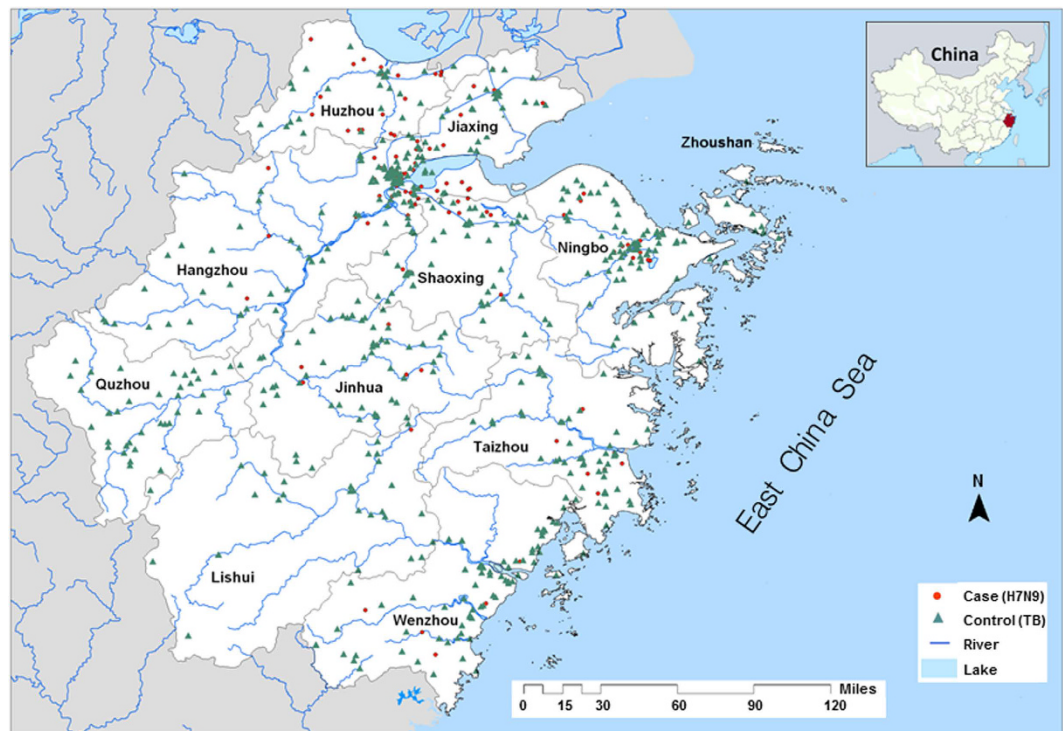 China
Huzhou
Jiaxing
Zhoushan
Hangzhou
Shaoxing
Ningbo
Quzhou
Jinhua
Taizhou
East China Sea
N
Lishui
Wenzhou
Case (H7N9)
Control (TB)
River
Lake
Miles
0 15 30 60 90 120